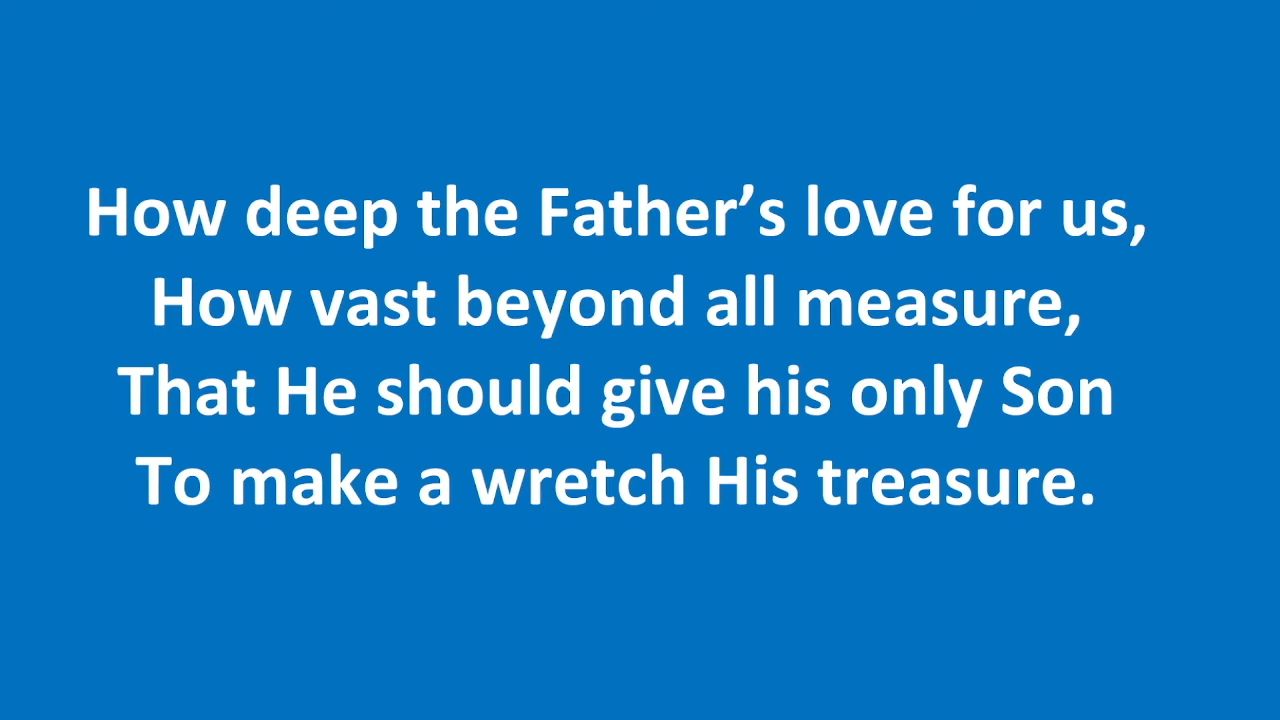 How deep the Father’s love for us,
How vast beyond all measure,
That He should give his only Son
To make a wretch His treasure.